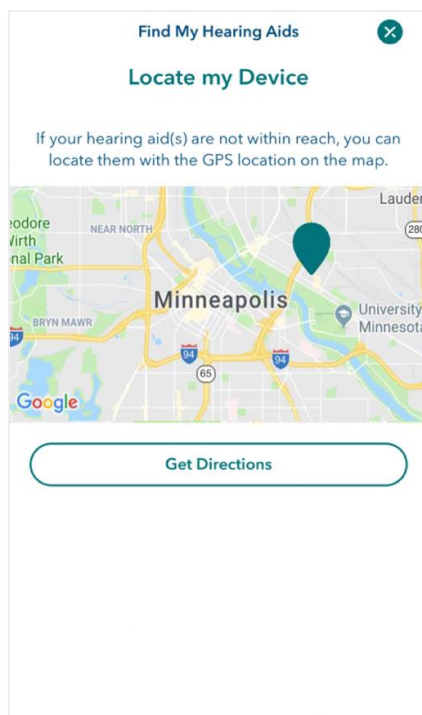 Find My Hearing Aids
Locate my Device
If your hearing aid(s) are not within reach, you can
locate them with the GPS location on the map.
Lauder
280
eodore
Wirth
nal Park
NEAR NORTH
Minneapolis
University
Minnesota
BRYN MAWR
94
94
94
65
Google
Get Directions